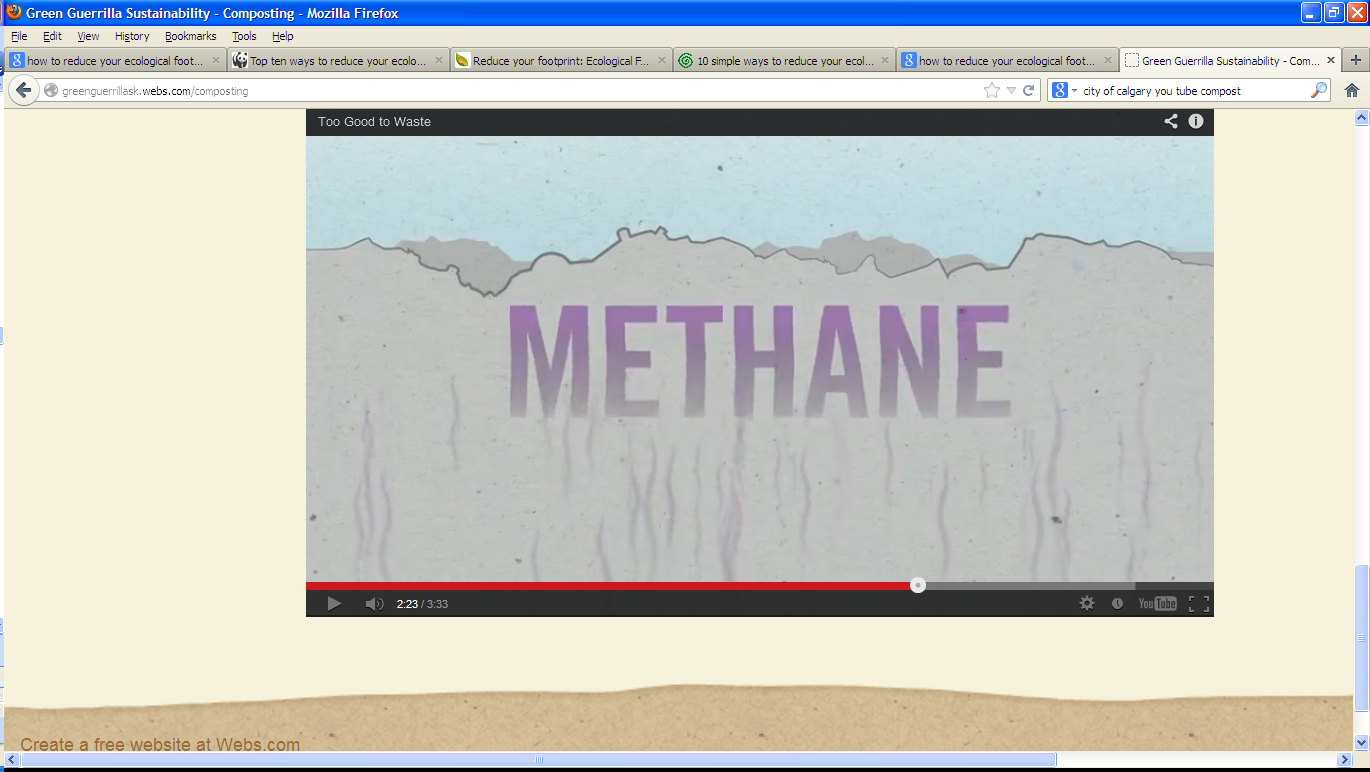 Green Guerrilla Sustainability - Composting - Mozilla Firefox
File Edit View History Bookmarks Tools Help
how to reduce your ecological foot... Top ten ways to reduce your ecolo... Reduce your footprint: Ecological F... 10 simple ways to reduce your ecol... how to reduce your ecological foot... Green Guerrilla Sustainability - Com...
greenguerrillask.webs.com/composting city of calgary you tube compost
Too Good to Waste
METHANE
2:23 / 3:33 YouTube
Create a free website at Webs.com